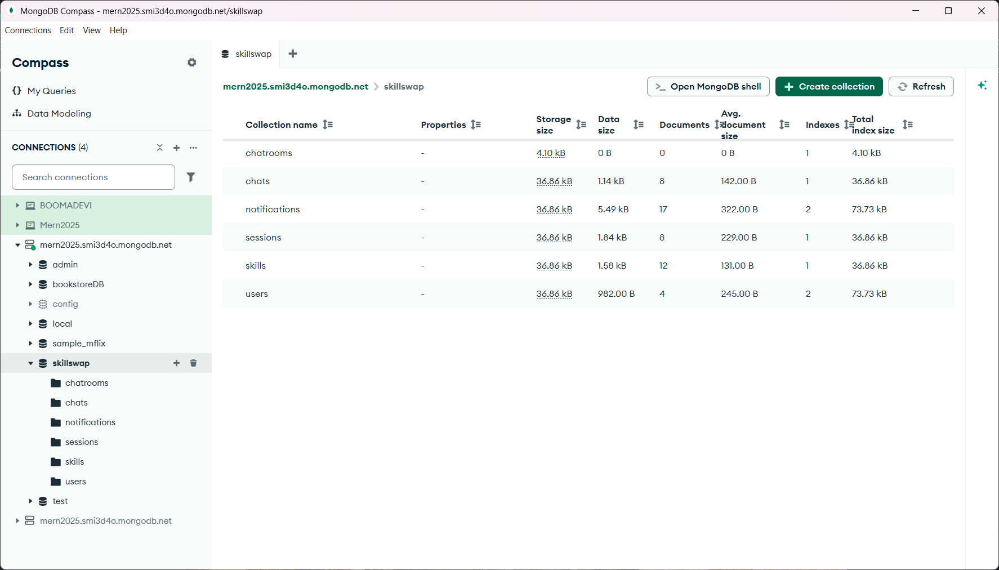 MongoDB Compass - mern2025.smi3d4o.mongodb.net/skillswap
Connections Edit View Help
Compass
My Queries
Data Modeling
CONNECTIONS (4)
Search connections
BOOMADEVI
Mern2025
mern2025.smi3d4o.mongodb.net
admin
bookstoreDB
config
local
sample_mflix
skillswap
chatrooms
chats
notifications
sessions
skills
users
test
mern2025.smi3d4o.mongodb.net
skillswap
mern2025.smi3d4o.mongodb.net > skillswap
Open MongoDB shell Create collection Refresh
Collection name Properties Storage size Data size Documents Avg. document size Indexes Total index size
chatrooms - 4.10 kB 0 B 0 0 B 1 4.10 kB
chats - 36.86 kB 1.14 kB 8 142.00 B 1 36.86 kB
notifications - 36.86 kB 5.49 kB 17 322.00 B 2 73.73 kB
sessions - 36.86 kB 1.84 kB 8 229.00 B 1 36.86 kB
skills - 36.86 kB 1.58 kB 12 131.00 B 1 36.86 kB
users - 36.86 kB 982.00 B 4 245.00 B 2 73.73 kB